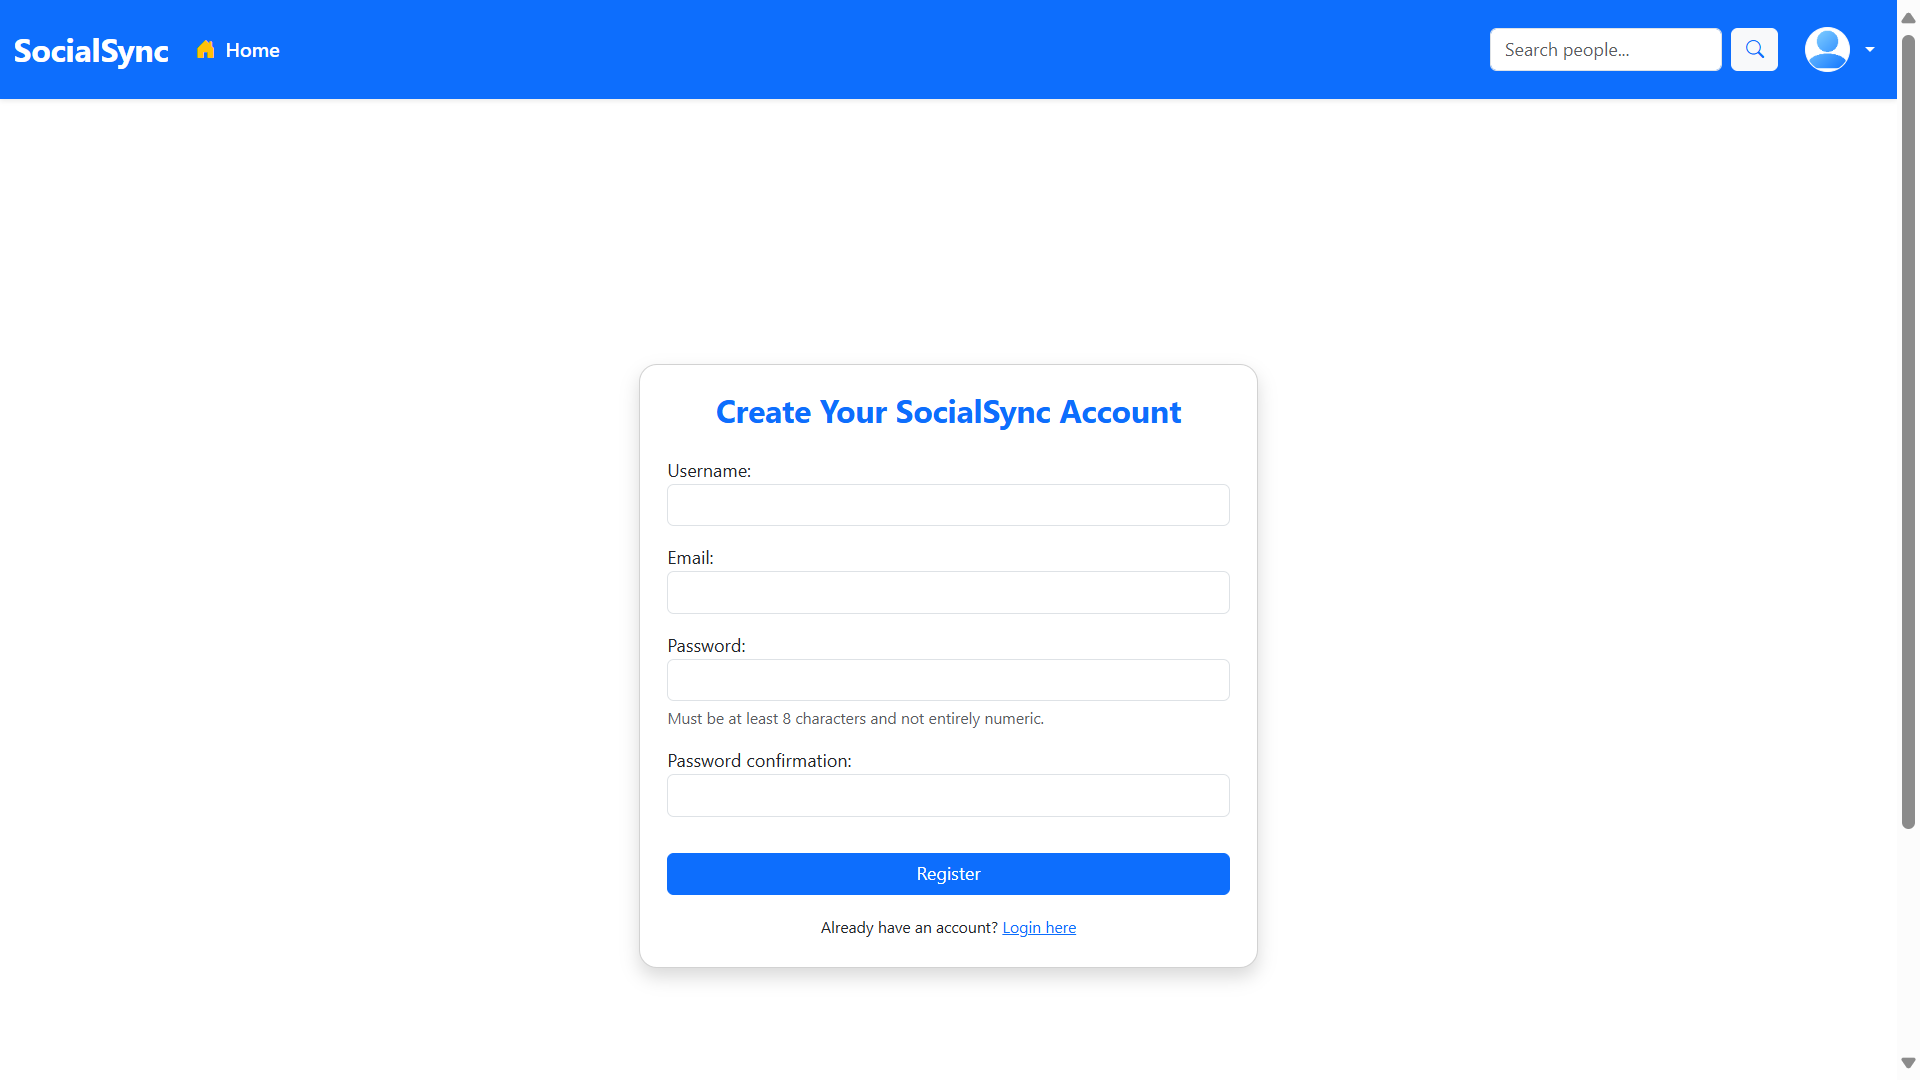 SocialSync Home Search people...
Create Your SocialSync Account
Username:
Email:
Password:
Must be at least 8 characters and not entirely numeric.
Password confirmation:
Register
Already have an account? Login here